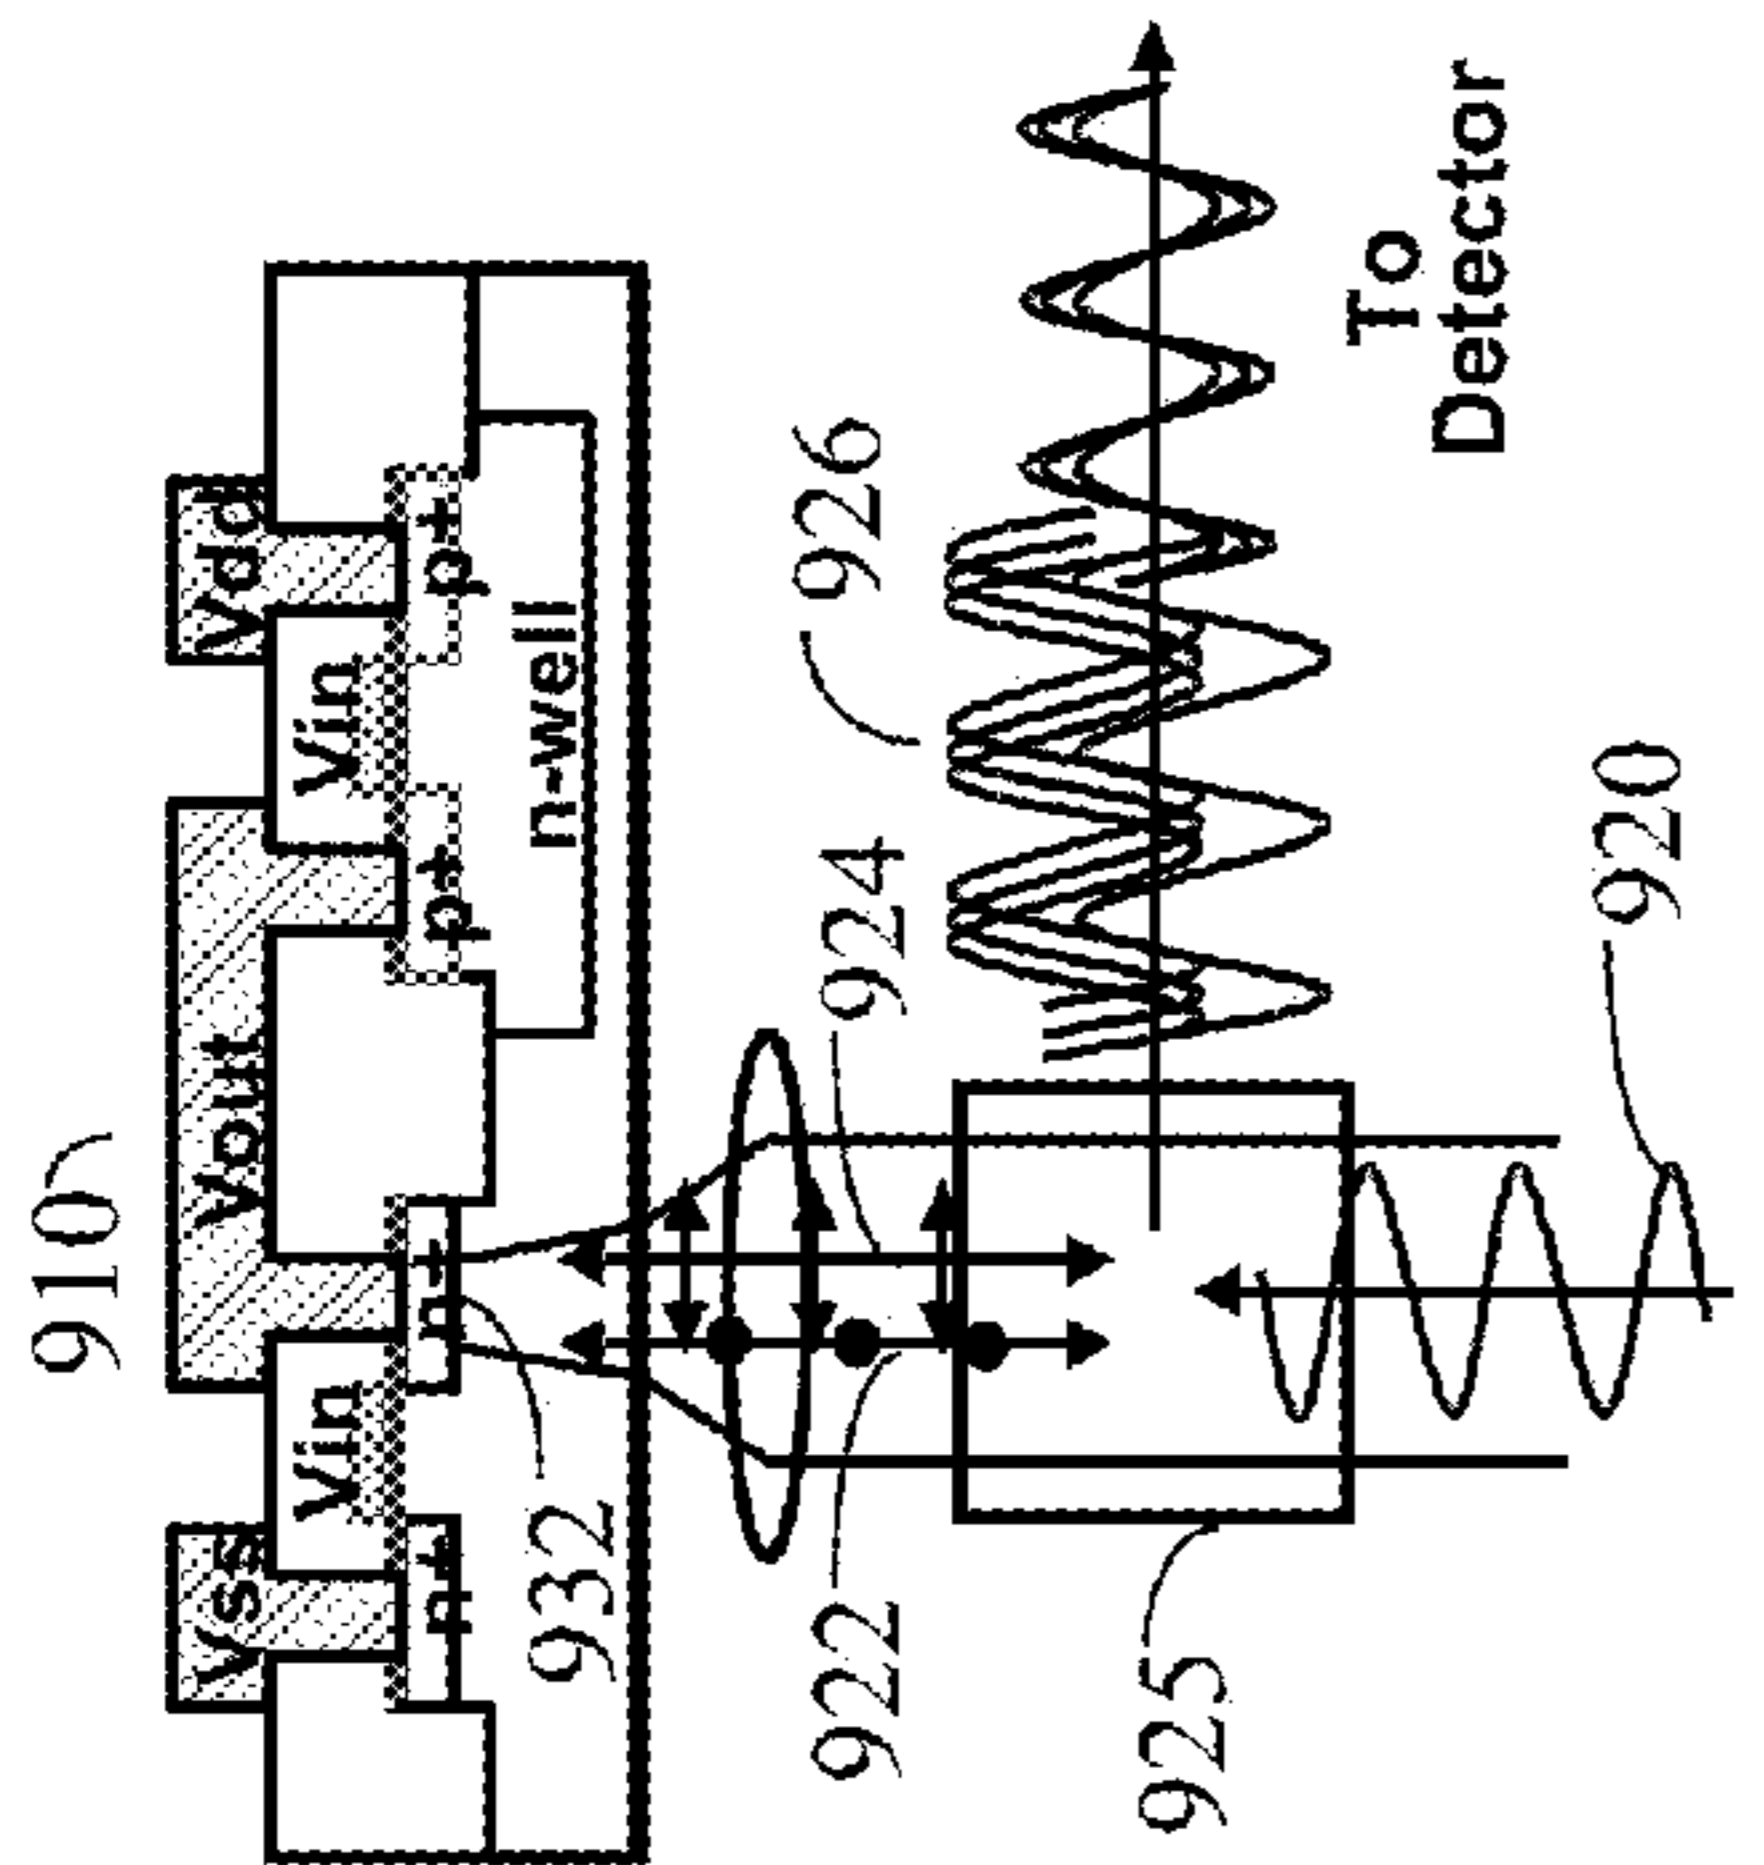 910
Vss Vout Vdd
Vin Vin
n+ n+ p+ p+
n-well
932
922 924 926
925
To
Detector
920